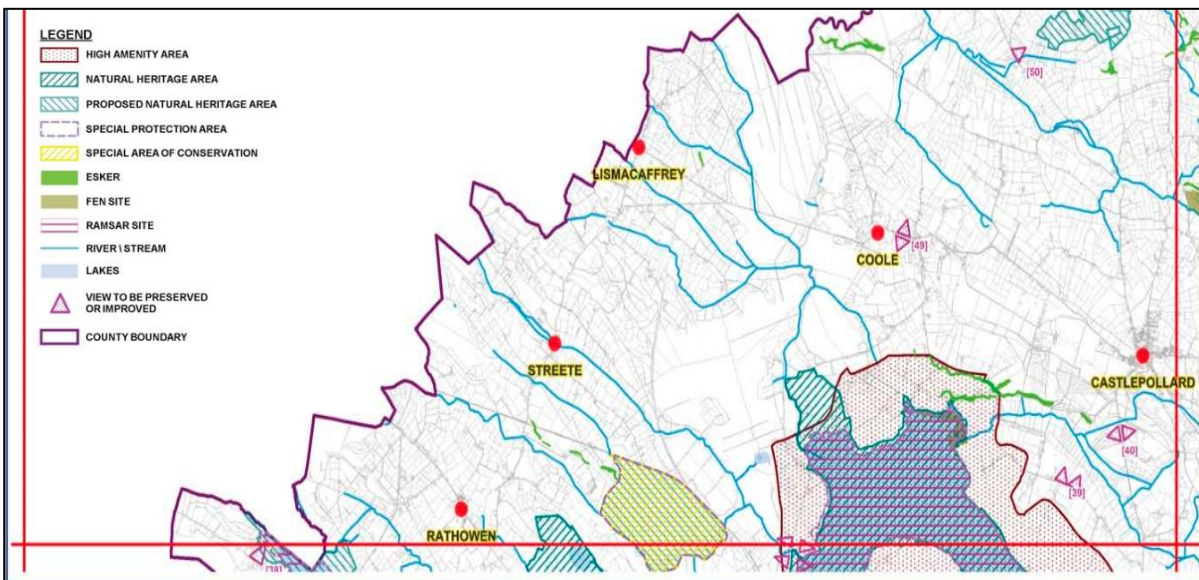 LEGEND
HIGH AMENITY AREA
NATURAL HERITAGE AREA
PROPOSED NATURAL HERITAGE AREA
SPECIAL PROTECTION AREA
SPECIAL AREA OF CONSERVATION
ESKER
FEN SITE
RAMSAR SITE
RIVER \ STREAM
LAKES
VIEW TO BE PRESERVED
OR IMPROVED
COUNTY BOUNDARY
[50]
LISMACAFFREY
[49]
COOLE
STREETE
CASTLEPOLLARD
[40]
[39]
RATHOWEN
[38]